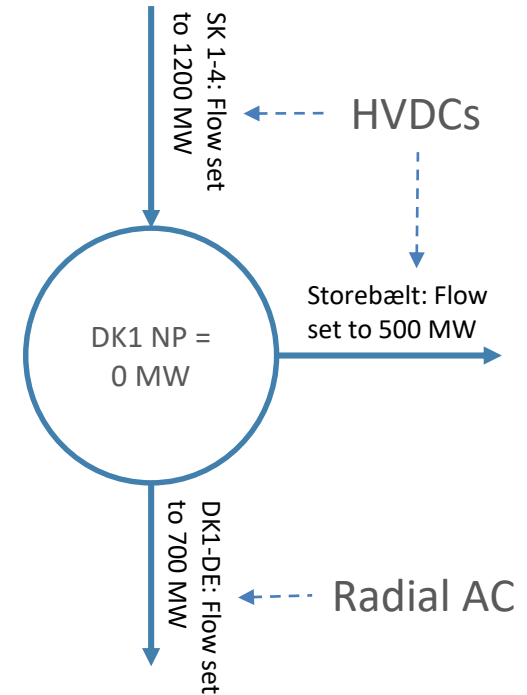 SK 1-4: Flow set
to 1200 MW
HVDCs
Storebælt: Flow
set to 500 MW
DK1 NP =
0 MW
DK1-DE: Flow set
to 700 MW
Radial AC